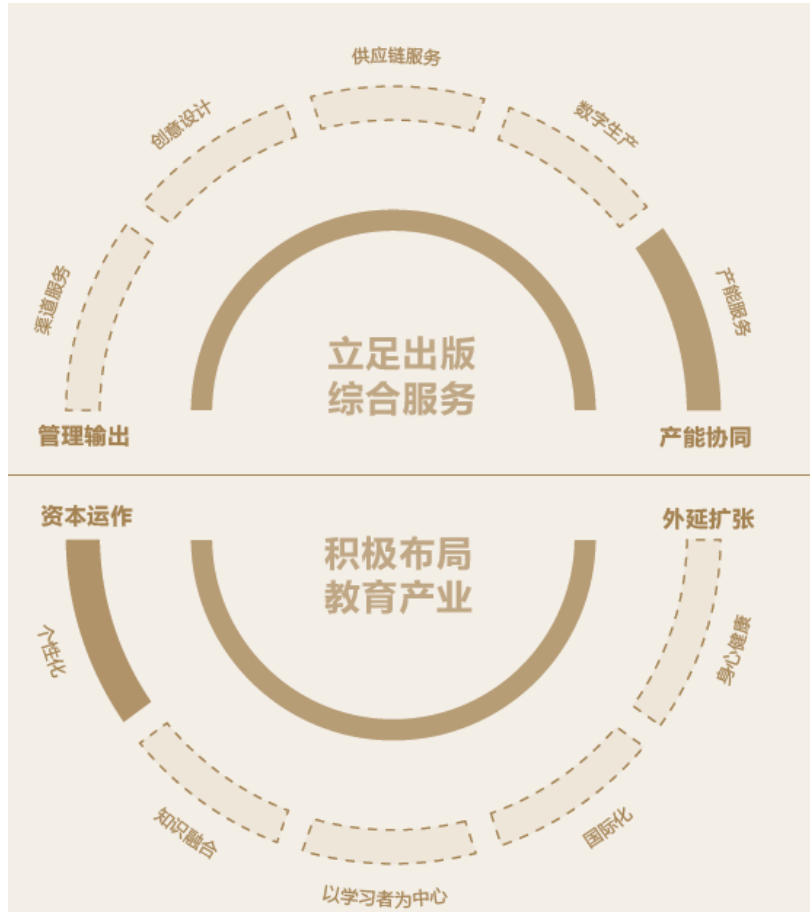 供应链服务
创意设计
数字生产
渠道服务
产能服务
立足出版
综合服务
管理输出
产能协同
资本运作
外延扩张
积极布局
教育产业
个性化
身心健康
知识融合
国际化
以学习者为中心